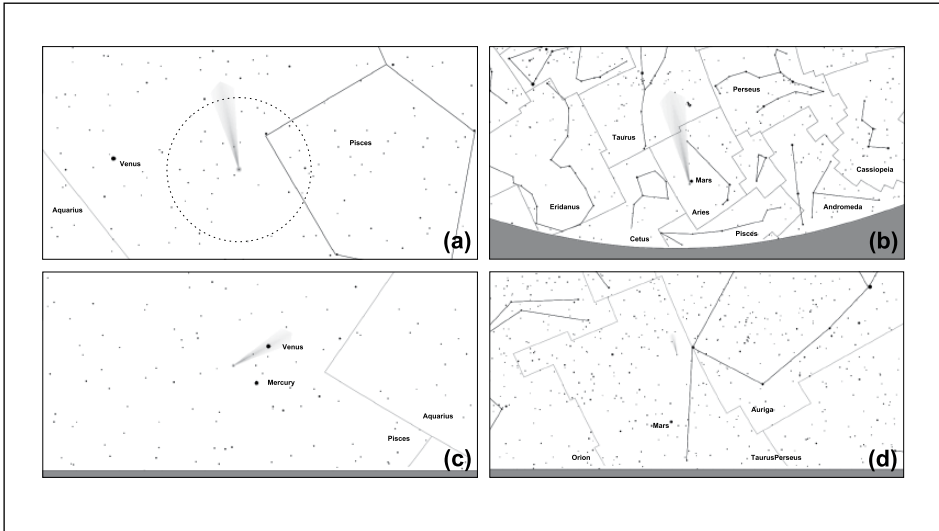 Venus
Pisces
Aquarius
(a)
Perseus
Taurus
Cassiopeia
Mars
Eridanus
Aries
Andromeda
Cetus
Pisces
(b)
Venus
Mercury
Aquarius
Pisces
(c)
Auriga
Mars
Orion
TaurusPerseus
(d)